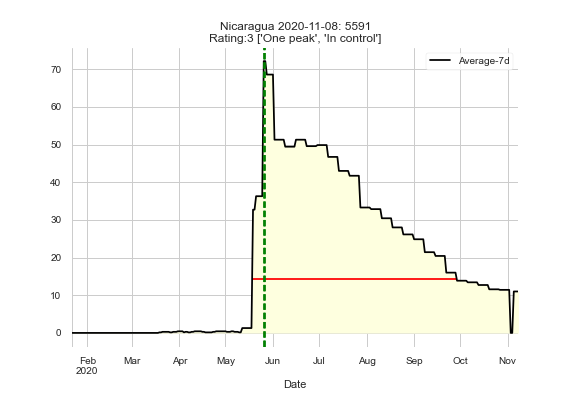 Nicaragua 2020-11-08: 5591
Rating:3 ['One peak', 'In control']
Average-7d
70
60
50
40
30
20
10
0
Feb Mar Apr May Jun Jul Aug Sep Oct Nov
2020
Date